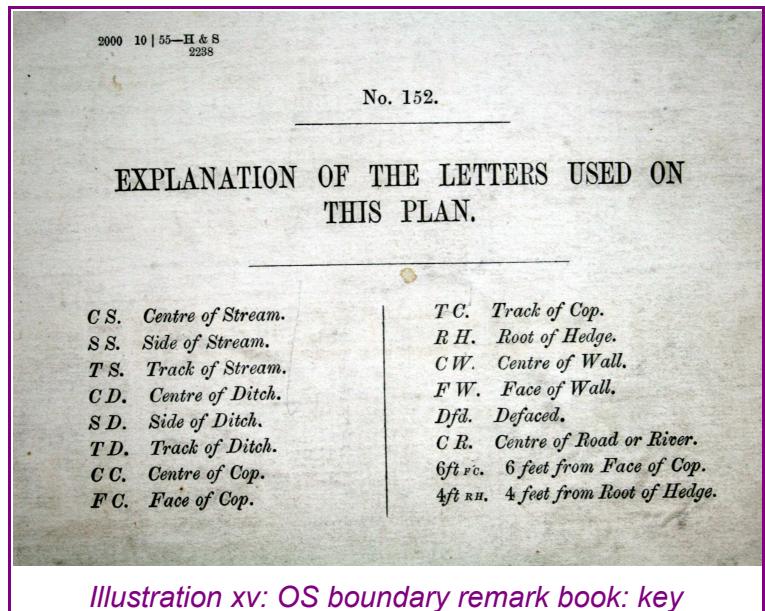 2000 10 | 55—H & S
2238
No. 152.
EXPLANATION OF THE LETTERS USED ON
THIS PLAN.
C S. Centre of Stream.
S S. Side of Stream.
T S. Track of Stream.
C D. Centre of Ditch.
S D. Side of Ditch.
T D. Track of Ditch.
C C. Centre of Cop.
F C. Face of Cop.
T C. Track of Cop.
R H. Root of Hedge.
C W. Centre of Wall.
F W. Face of Wall.
Dfd. Defaced.
C R. Centre of Road or River.
6ft FC. 6 feet from Face of Cop.
4ft RH. 4 feet from Root of Hedge.
Illustration xv: OS boundary remark book: key